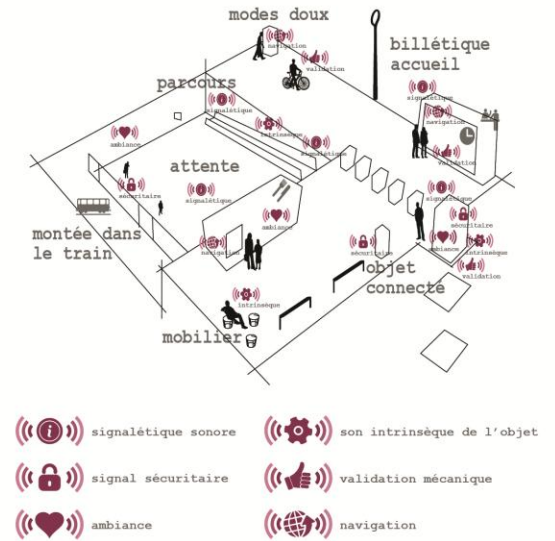 modes doux
navigation
validation
billétique
accueil
parcours
signalétique
signalétique
navigation
intrinsèque
ambiance
signalétique
validation
attente
sécuritaire
signalétique
signalétique
sécuritaire
ambiance
ambiance
intrinsèque
montée dans
le train
navigation
sécuritaire
validation
objet
connecté
intrinsèque
mobilier
signalétique sonore
son intrinsèque de l'objet
signal sécuritaire
validation mécanique
ambiance
navigation